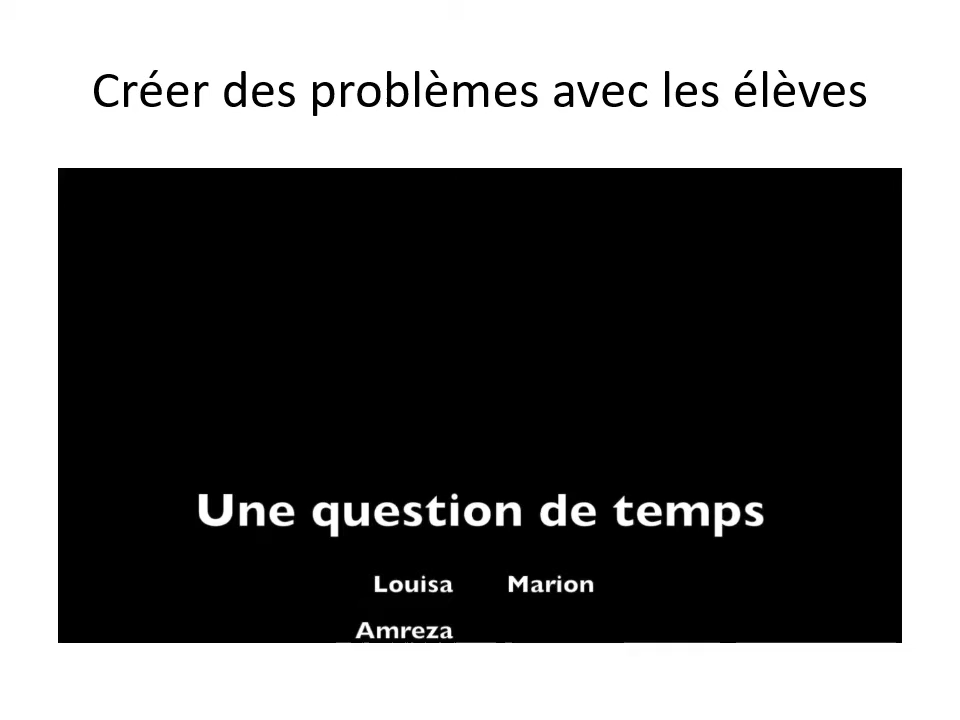 Créer des problèmes avec les élèves
Une question de temps
Louisa Marion
Amreza